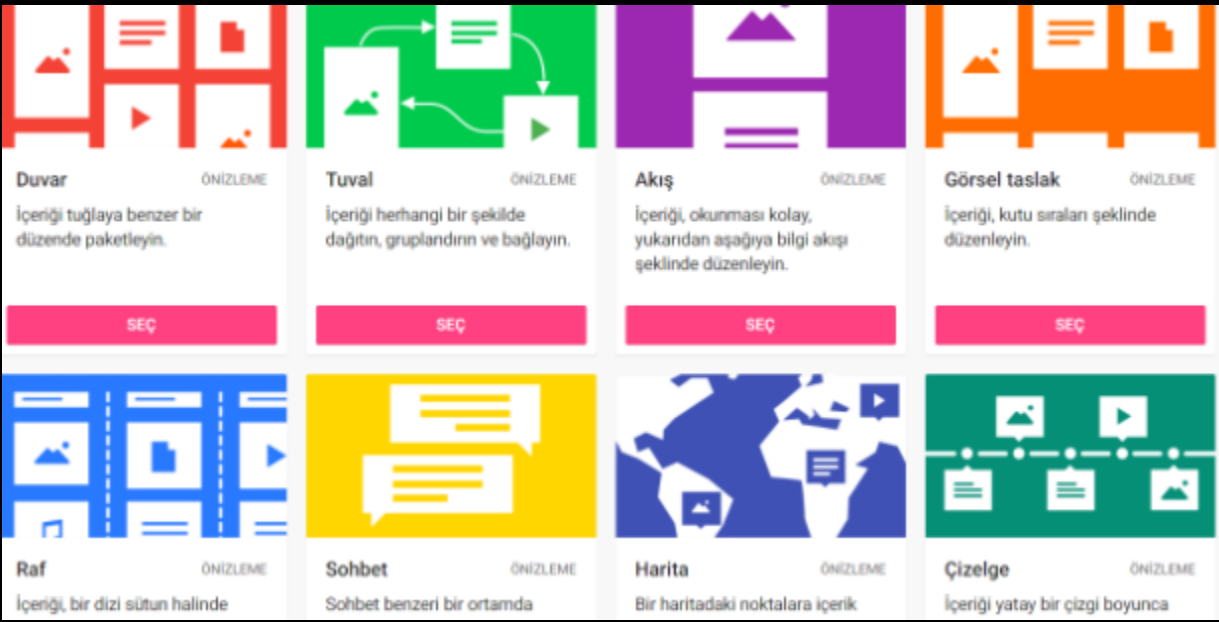 Duvar ÖNİZLEME
İçeriği tuğlaya benzer bir
düzende paketleyin.
SEÇ
Tuval ÖNİZLEME
İçeriği herhangi bir şekilde
dağıtın, gruplandırın ve bağlayın.
SEÇ
Akış ÖNİZLEME
İçeriği, okunması kolay,
yukarıdan aşağıya bilgi akışı
şeklinde düzenleyin.
SEÇ
Görsel taslak ÖNİZLEME
İçeriği, kutu sıraları şeklinde
düzenleyin.
SEÇ
Raf ÖNİZLEME
İçeriği, bir dizi sütun halinde
Sohbet ÖNİZLEME
Sohbet benzeri bir ortamda
Harita ÖNİZLEME
Bir haritadaki noktalara içerik
Çizelge ÖNİZLEME
İçeriği yatay bir çizgi boyunca